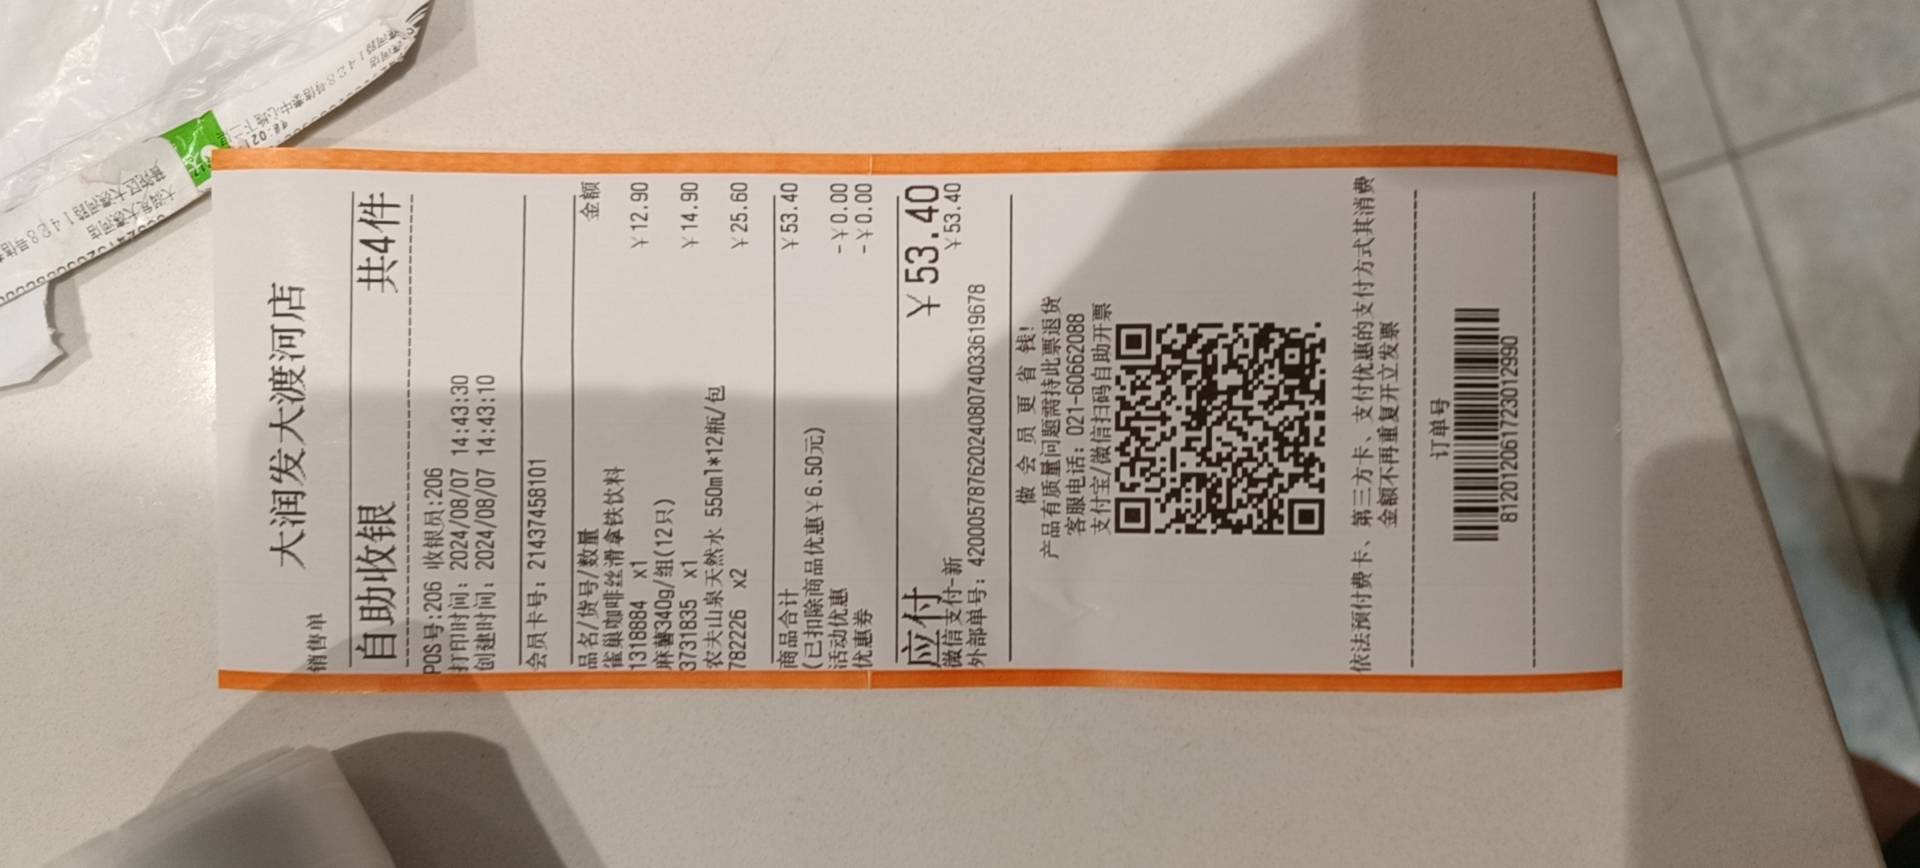 大润发大渡河店
销售单
自助收银 共4件
POS号:206 收银员:206
打印时间: 2024/08/07 14:43:30
创建时间: 2024/08/07 14:43:10
会员卡号: 21437458101
品名/货号/数量 金额
雀巢咖啡丝滑拿铁饮料
1318884 x1 ￥12.90
麻薯340g/组(12只)
3731835 x1 ￥14.90
农夫山泉天然水 550ml*12瓶/包
782226 x2 ￥25.60
商品合计 ￥53.40
(已扣除商品优惠￥6.50元)
活动优惠 -￥0.00
优惠券 -￥0.00
应付 ￥53.40
微信支付-新 ￥53.40
外部单号: 4200057876202408074033619678
做 会 员 更 省 钱!
产品有质量问题需持此票退货
客服电话: 021-60662088
支付宝/微信扫码自助开票
依法预付费卡、第三方卡、支付优惠的支付方式其消费
金额不再重复开立发票
订单号
812012061723012990